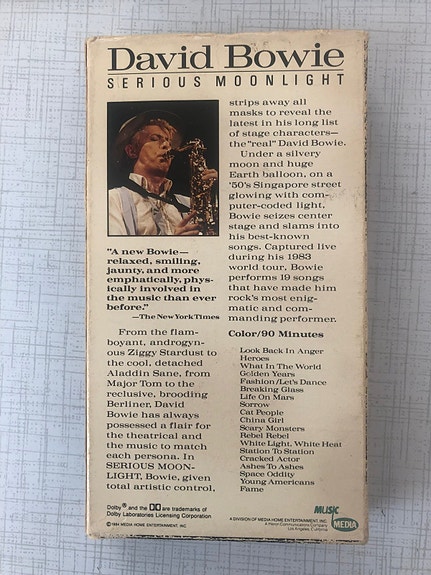 David Bowie
SERIOUS MOONLIGHT
"A new Bowie—
relaxed, smiling,
jaunty, and more
emphatically, phys-
ically involved in
the music than ever
before."
—The New York Times
From the flam-
boyant, androgyn-
ous Ziggy Stardust to
the cool, detached
Aladdin Sane, from
Major Tom to the
reclusive, brooding
Berliner, David
Bowie has always
possessed a flair for
the theatrical and
the music to match
each persona. In
SERIOUS MOON-
LIGHT, Bowie, given
total artistic control,
strips away all
masks to reveal the
latest in his long list
of stage characters—
the "real" David Bowie.
Under a silvery
moon and huge
Earth balloon, on a
'50's Singapore street
glowing with com-
puter-coded light,
Bowie seizes center
stage and slams into
his best-known
songs. Captured live
during his 1983
world tour, Bowie
performs 19 songs
that have made him
rock's most enig-
matic and com-
manding performer.
Color/90 Minutes
Look Back In Anger
Heroes
What In The World
Golden Years
Fashion/Let's Dance
Breaking Glass
Life On Mars
Sorrow
Cat People
China Girl
Scary Monsters
Rebel Rebel
White Light, White Heat
Station To Station
Cracked Actor
Ashes To Ashes
Space Oddity
Young Americans
Fame
Dolby® and the DD are trademarks of
Dolby Laboratories Licensing Corporation.
©1984 MEDIA HOME ENTERTAINMENT, INC.
MUSIC
MEDIA
A DIVISION OF MEDIA HOME ENTERTAINMENT, INC.
A Heron Communications Company
Los Angeles, California